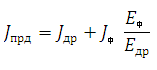 Jпрд = Jдр + Jф Eф / Eдр